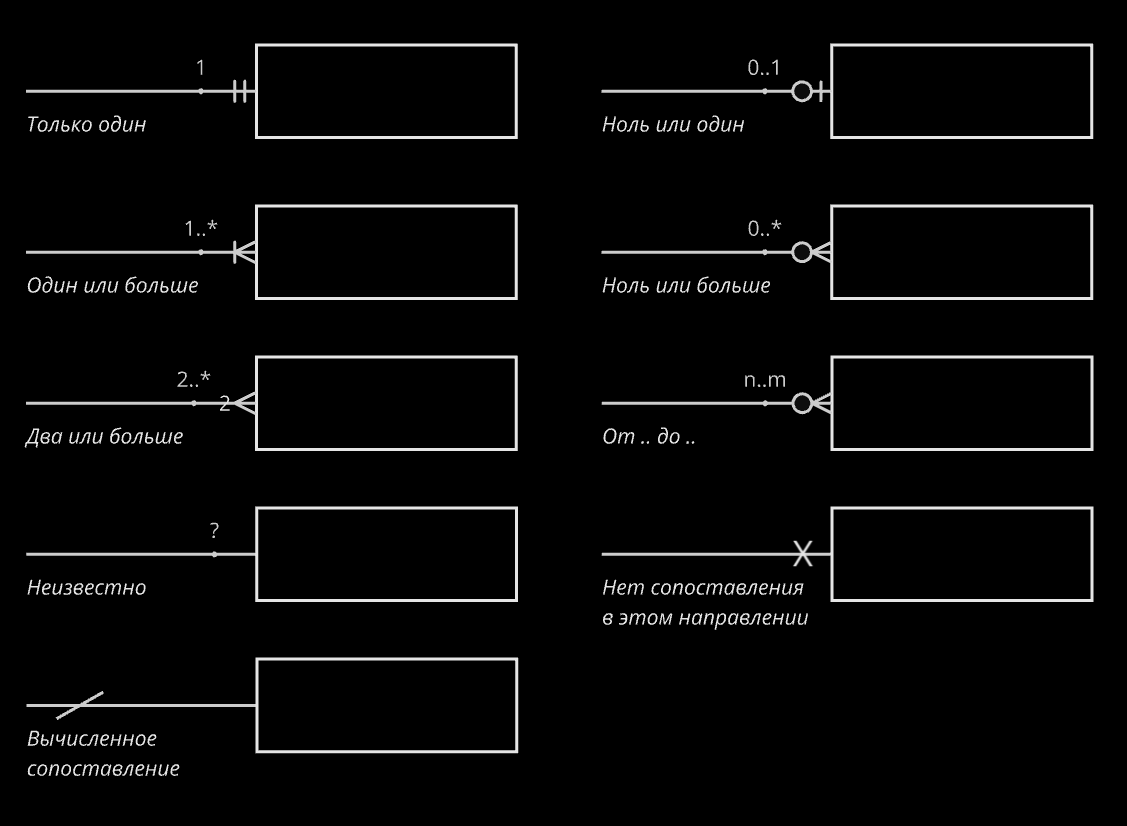 1
Только один
0..1
Ноль или один
1..*
Один или больше
0..*
Ноль или больше
2..*
2
Два или больше
n..m
От .. до ..
?
Неизвестно
X
Нет сопоставления
в этом направлении
Вычисленное
сопоставление